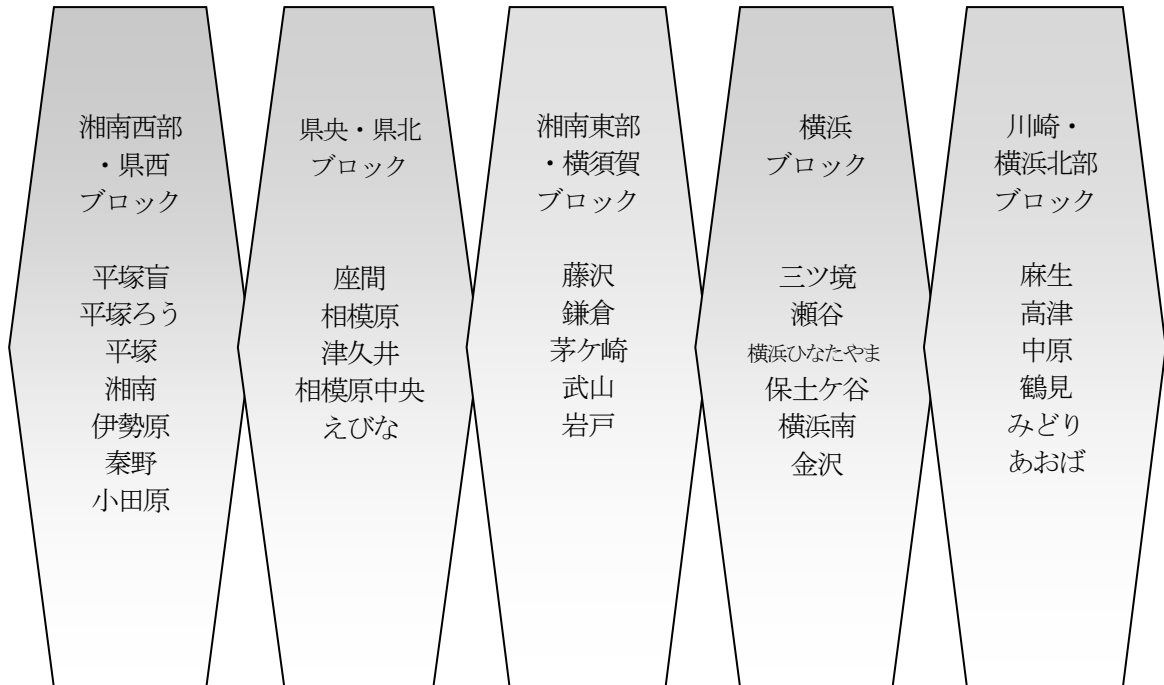 湘南西部
・県西
ブロック
平塚盲
平塚ろう
平塚
湘南
伊勢原
秦野
小田原
県央・県北
ブロック
座間
相模原
津久井
相模原中央
えびな
湘南東部
・横須賀
ブロック
藤沢
鎌倉
茅ケ崎
武山
岩戸
横浜
ブロック
三ツ境
瀬谷
横浜ひなたやま
保土ケ谷
横浜南
金沢
川崎・
横浜北部
ブロック
麻生
高津
中原
鶴見
みどり
あおば